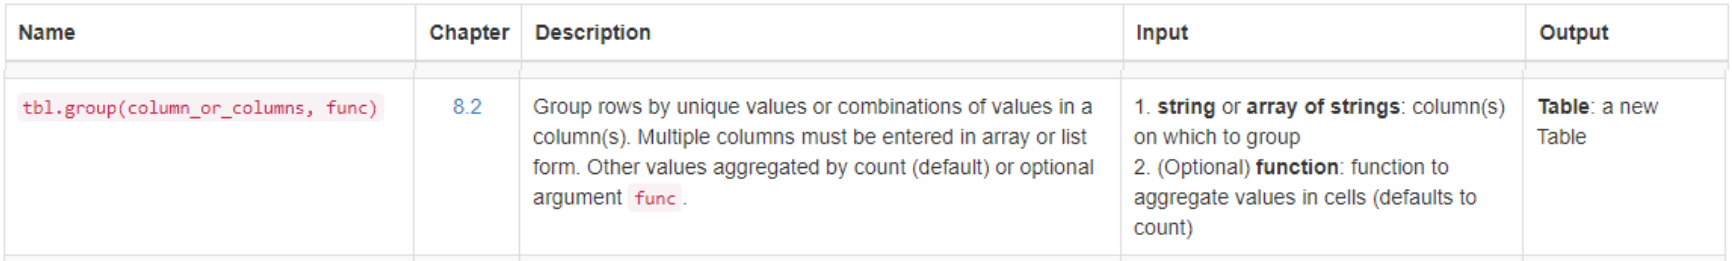 Name Chapter Description Input Output
tbl.group(column_or_columns, func)
8.2
Group rows by unique values or combinations of values in a
column(s). Multiple columns must be entered in array or list
form. Other values aggregated by count (default) or optional
argument func.
1. string or array of strings: column(s)
on which to group
2. (Optional) function: function to
aggregate values in cells (defaults to
count)
Table: a new
Table